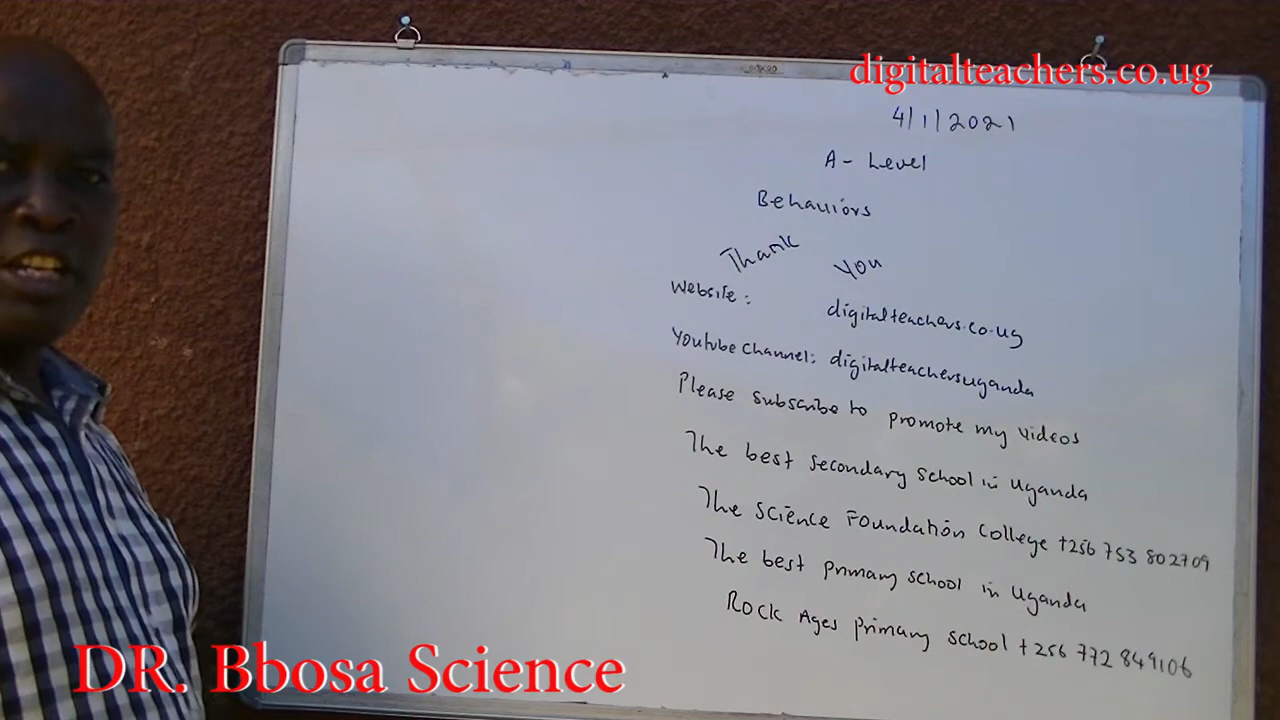 digitalteachers.co.ug
4/1/2021
A- Level
Behaviors
Thank you
Website: digitalteachers.co.ug
Youtube channel: digitalteachersuganda
Please subscribe to promote my videos
The best secondary school in Uganda
The Science Foundation College +256 753 802709
The best primary school in Uganda
Rock Ages primary school +256 772 849106
DR. Bbosa Science